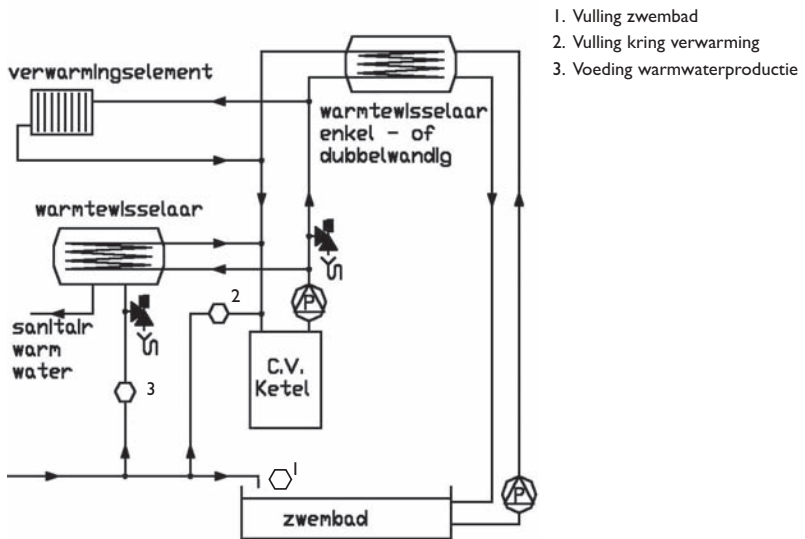 1. Vulling zwembad
2. Vulling kring verwarming
3. Voeding warmwaterproductie
verwarmingselement
warmtewisselaar
enkel - of
dubbelwandig
warmtewisselaar
2
P
sanitair
warm
water
C.V.
Ketel
3
1
P
zwembad